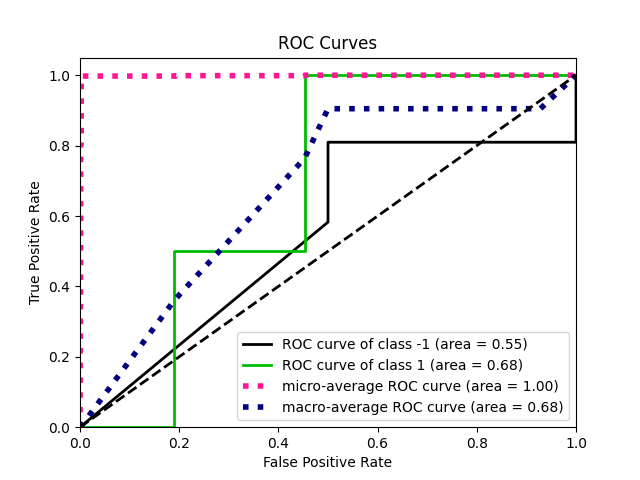 ROC Curves
True Positive Rate
1.0
0.8
0.6
0.4
0.2
0.0
ROC curve of class -1 (area = 0.55)
ROC curve of class 1 (area = 0.68)
micro-average ROC curve (area = 1.00)
macro-average ROC curve (area = 0.68)
0.0 0.2 0.4 0.6 0.8 1.0
False Positive Rate